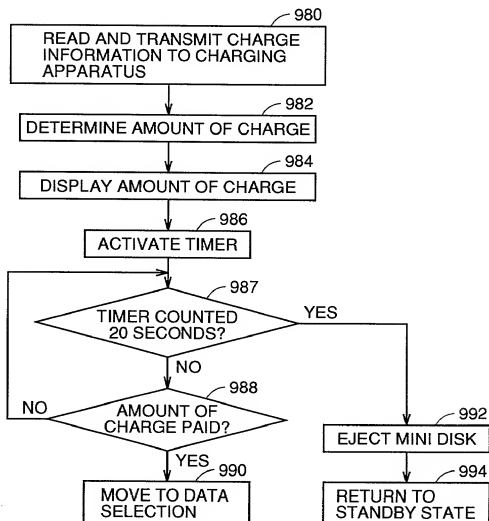 980
READ AND TRANSMIT CHARGE
INFORMATION TO CHARGING
APPARATUS
982
DETERMINE AMOUNT OF CHARGE
984
DISPLAY AMOUNT OF CHARGE
986
ACTIVATE TIMER
987
TIMER COUNTED
20 SECONDS?
YES
NO
988
AMOUNT OF
CHARGE PAID?
NO
YES
990
MOVE TO DATA
SELECTION
992
EJECT MINI DISK
994
RETURN TO
STANDBY STATE